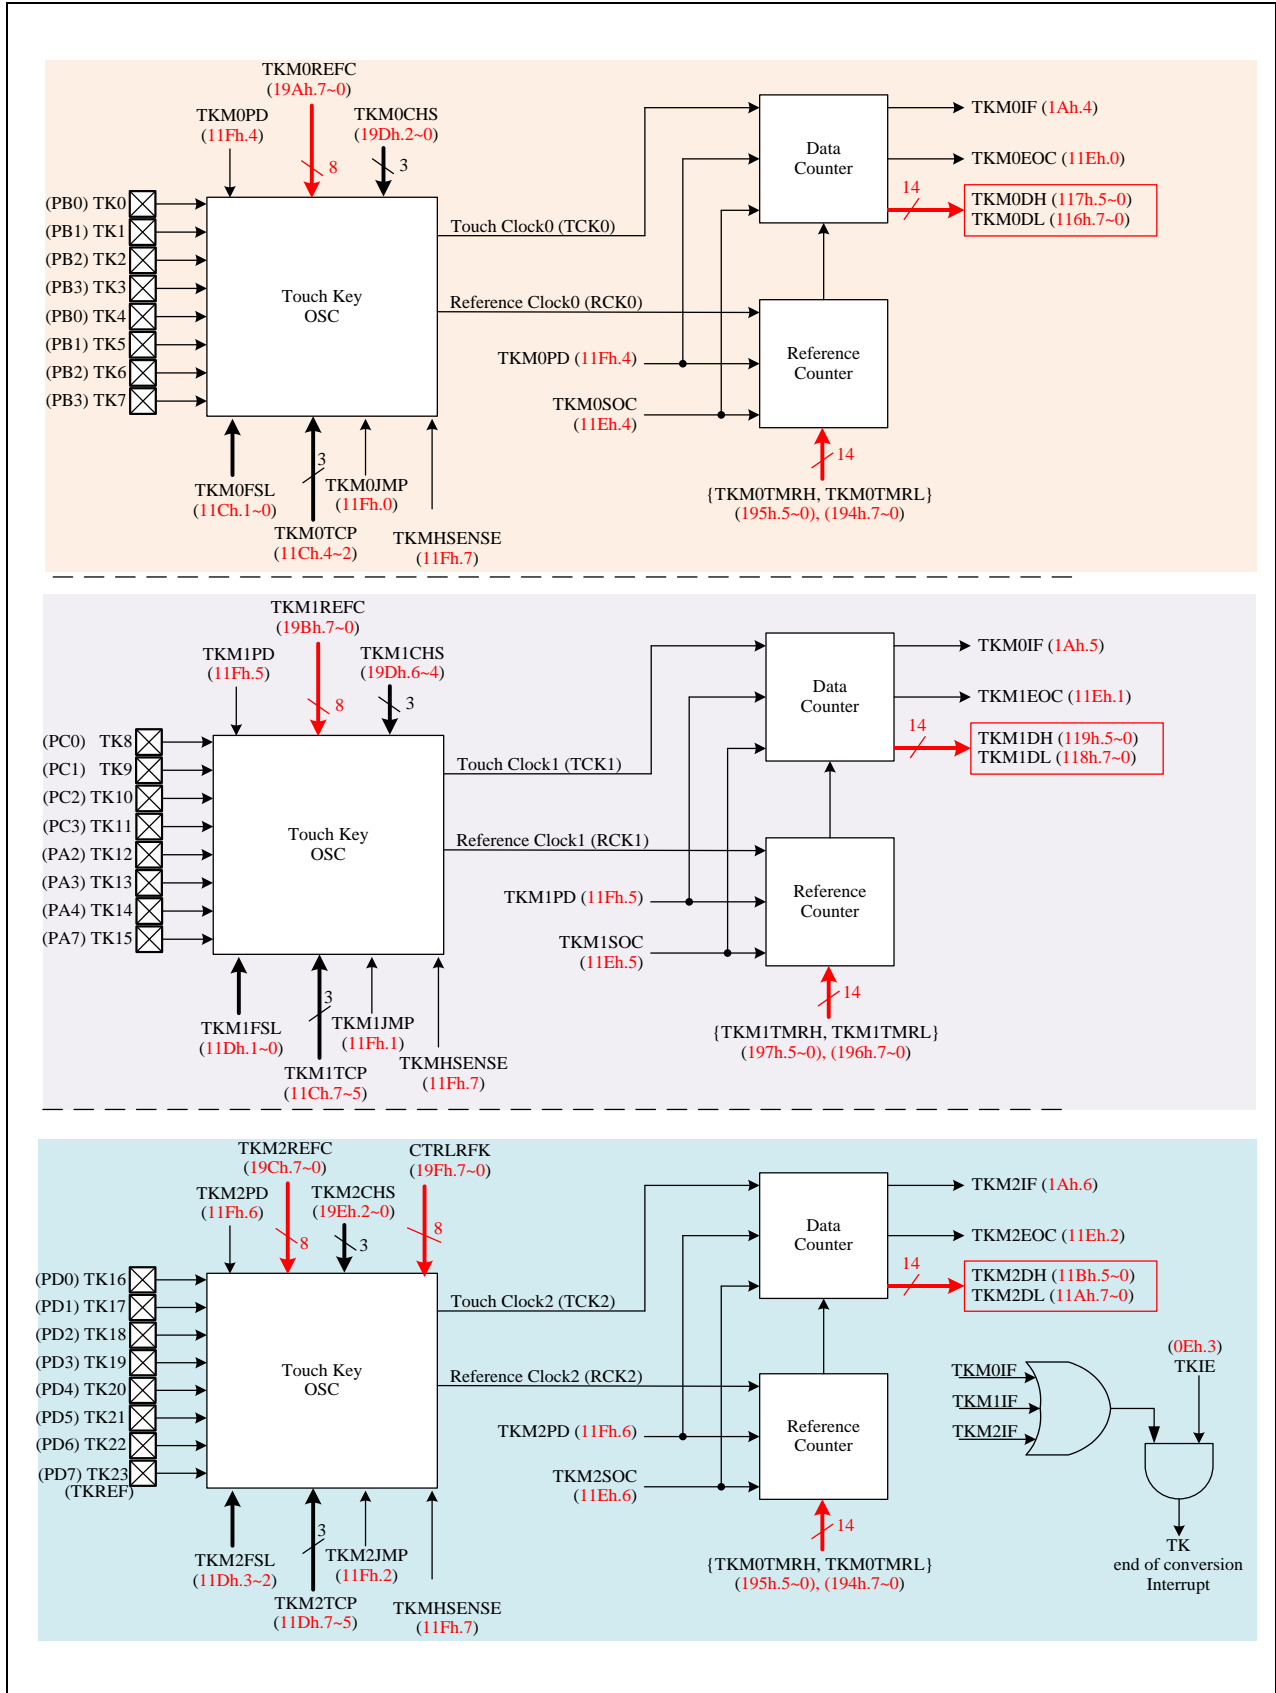 TKM0REFC
(19Ah.7~0)
TKM0PD
(11Fh.4)
TKM0CHS
(19Dh.2~0)
8
3
(PB0) TK0
(PB1) TK1
(PB2) TK2
(PB3) TK3
(PB0) TK4
(PB1) TK5
(PB2) TK6
(PB3) TK7
Touch Key
OSC
Touch Clock0 (TCK0)
Reference Clock0 (RCK0)
TKM0PD (11Fh.4)
TKM0SOC
(11Eh.4)
Data
Counter
Reference
Counter
TKM0IF (1Ah.4)
TKM0EOC (11Eh.0)
14
TKM0DH (117h.5~0)
TKM0DL (116h.7~0)
14
{TKM0TMRH, TKM0TMRL}
(195h.5~0), (194h.7~0)
3
TKM0FSL
(11Ch.1~0)
TKM0JMP
(11Fh.0)
TKM0TCP
(11Ch.4~2)
TKMHSENSE
(11Fh.7)
TKM1REFC
(19Bh.7~0)
TKM1PD
(11Fh.5)
TKM1CHS
(19Dh.6~4)
8
3
(PC0) TK8
(PC1) TK9
(PC2) TK10
(PC3) TK11
(PA2) TK12
(PA3) TK13
(PA4) TK14
(PA7) TK15
Touch Key
OSC
Touch Clock1 (TCK1)
Reference Clock1 (RCK1)
TKM1PD (11Fh.5)
TKM1SOC
(11Eh.5)
Data
Counter
Reference
Counter
TKM0IF (1Ah.5)
TKM1EOC (11Eh.1)
14
TKM1DH (119h.5~0)
TKM1DL (118h.7~0)
14
{TKM1TMRH, TKM1TMRL}
(197h.5~0), (196h.7~0)
3
TKM1FSL
(11Dh.1~0)
TKM1JMP
(11Fh.1)
TKM1TCP
(11Ch.7~5)
TKMHSENSE
(11Fh.7)
TKM2REFC
(19Ch.7~0)
CTRLRFK
(19Fh.7~0)
TKM2PD
(11Fh.6)
TKM2CHS
(19Eh.2~0)
8
3
8
(PD0) TK16
(PD1) TK17
(PD2) TK18
(PD3) TK19
(PD4) TK20
(PD5) TK21
(PD6) TK22
(PD7) TK23
(TKREF)
Touch Key
OSC
Touch Clock2 (TCK2)
Reference Clock2 (RCK2)
TKM2PD (11Fh.6)
TKM2SOC
(11Eh.6)
Data
Counter
Reference
Counter
TKM2IF (1Ah.6)
TKM2EOC (11Eh.2)
14
TKM2DH (11Bh.5~0)
TKM2DL (11Ah.7~0)
14
{TKM0TMRH, TKM0TMRL}
(195h.5~0), (194h.7~0)
3
TKM2FSL
(11Dh.3~2)
TKM2JMP
(11Fh.2)
TKM2TCP
(11Dh.7~5)
TKMHSENSE
(11Fh.7)
(0Eh.3)
TKIE
TKM0IF
TKM1IF
TKM2IF
TK
end of conversion
Interrupt